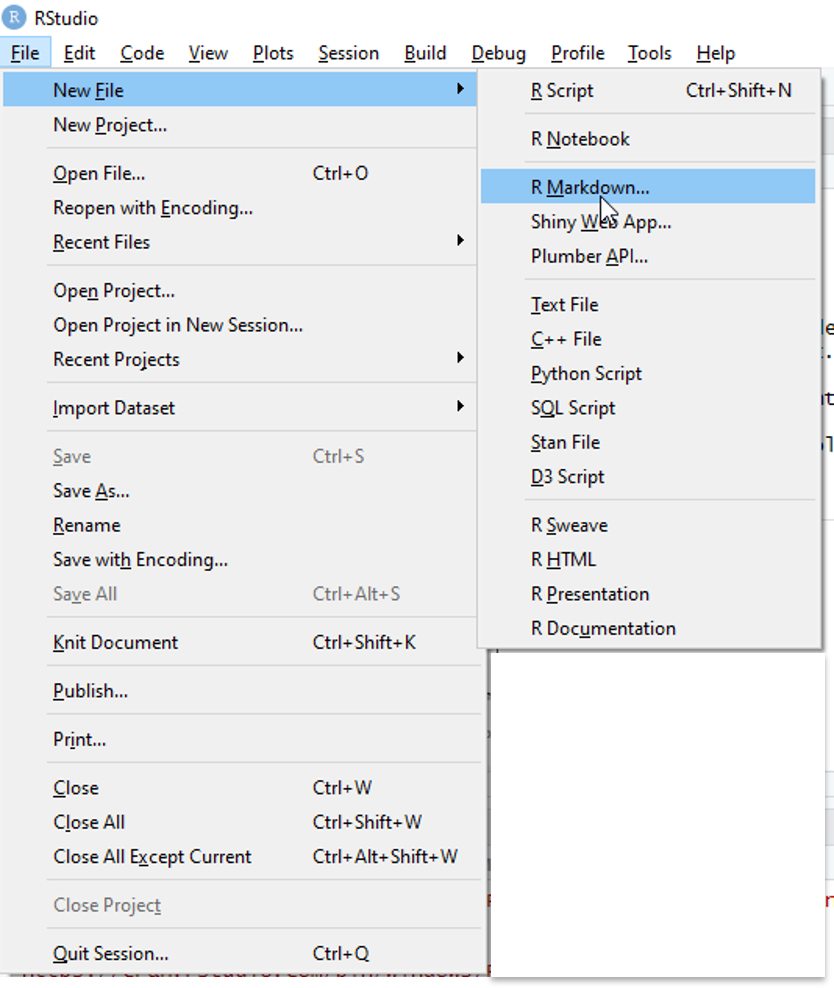 RStudio
File Edit Code View Plots Session Build Debug Profile Tools Help
New File
New Project...
Open File... Ctrl+O
Reopen with Encoding...
Recent Files
Open Project...
Open Project in New Session...
Recent Projects
Import Dataset
Save Ctrl+S
Save As...
Rename
Save with Encoding...
Save All Ctrl+Alt+S
Knit Document Ctrl+Shift+K
Publish...
Print...
Close Ctrl+W
Close All Ctrl+Shift+W
Close All Except Current Ctrl+Alt+Shift+W
Close Project
Quit Session... Ctrl+Q
R Script Ctrl+Shift+N
R Notebook
R Markdown...
Shiny Web App...
Plumber API...
Text File
C++ File
Python Script
SQL Script
Stan File
D3 Script
R Sweave
R HTML
R Presentation
R Documentation